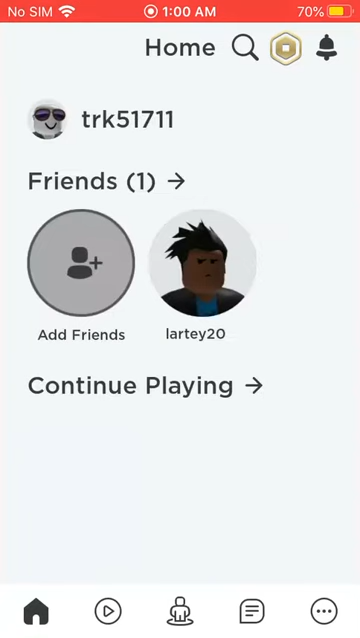 No SIM 1:00 AM 70%
Home
trk51711
Friends (1) →
Add Friends lartey20
Continue Playing →